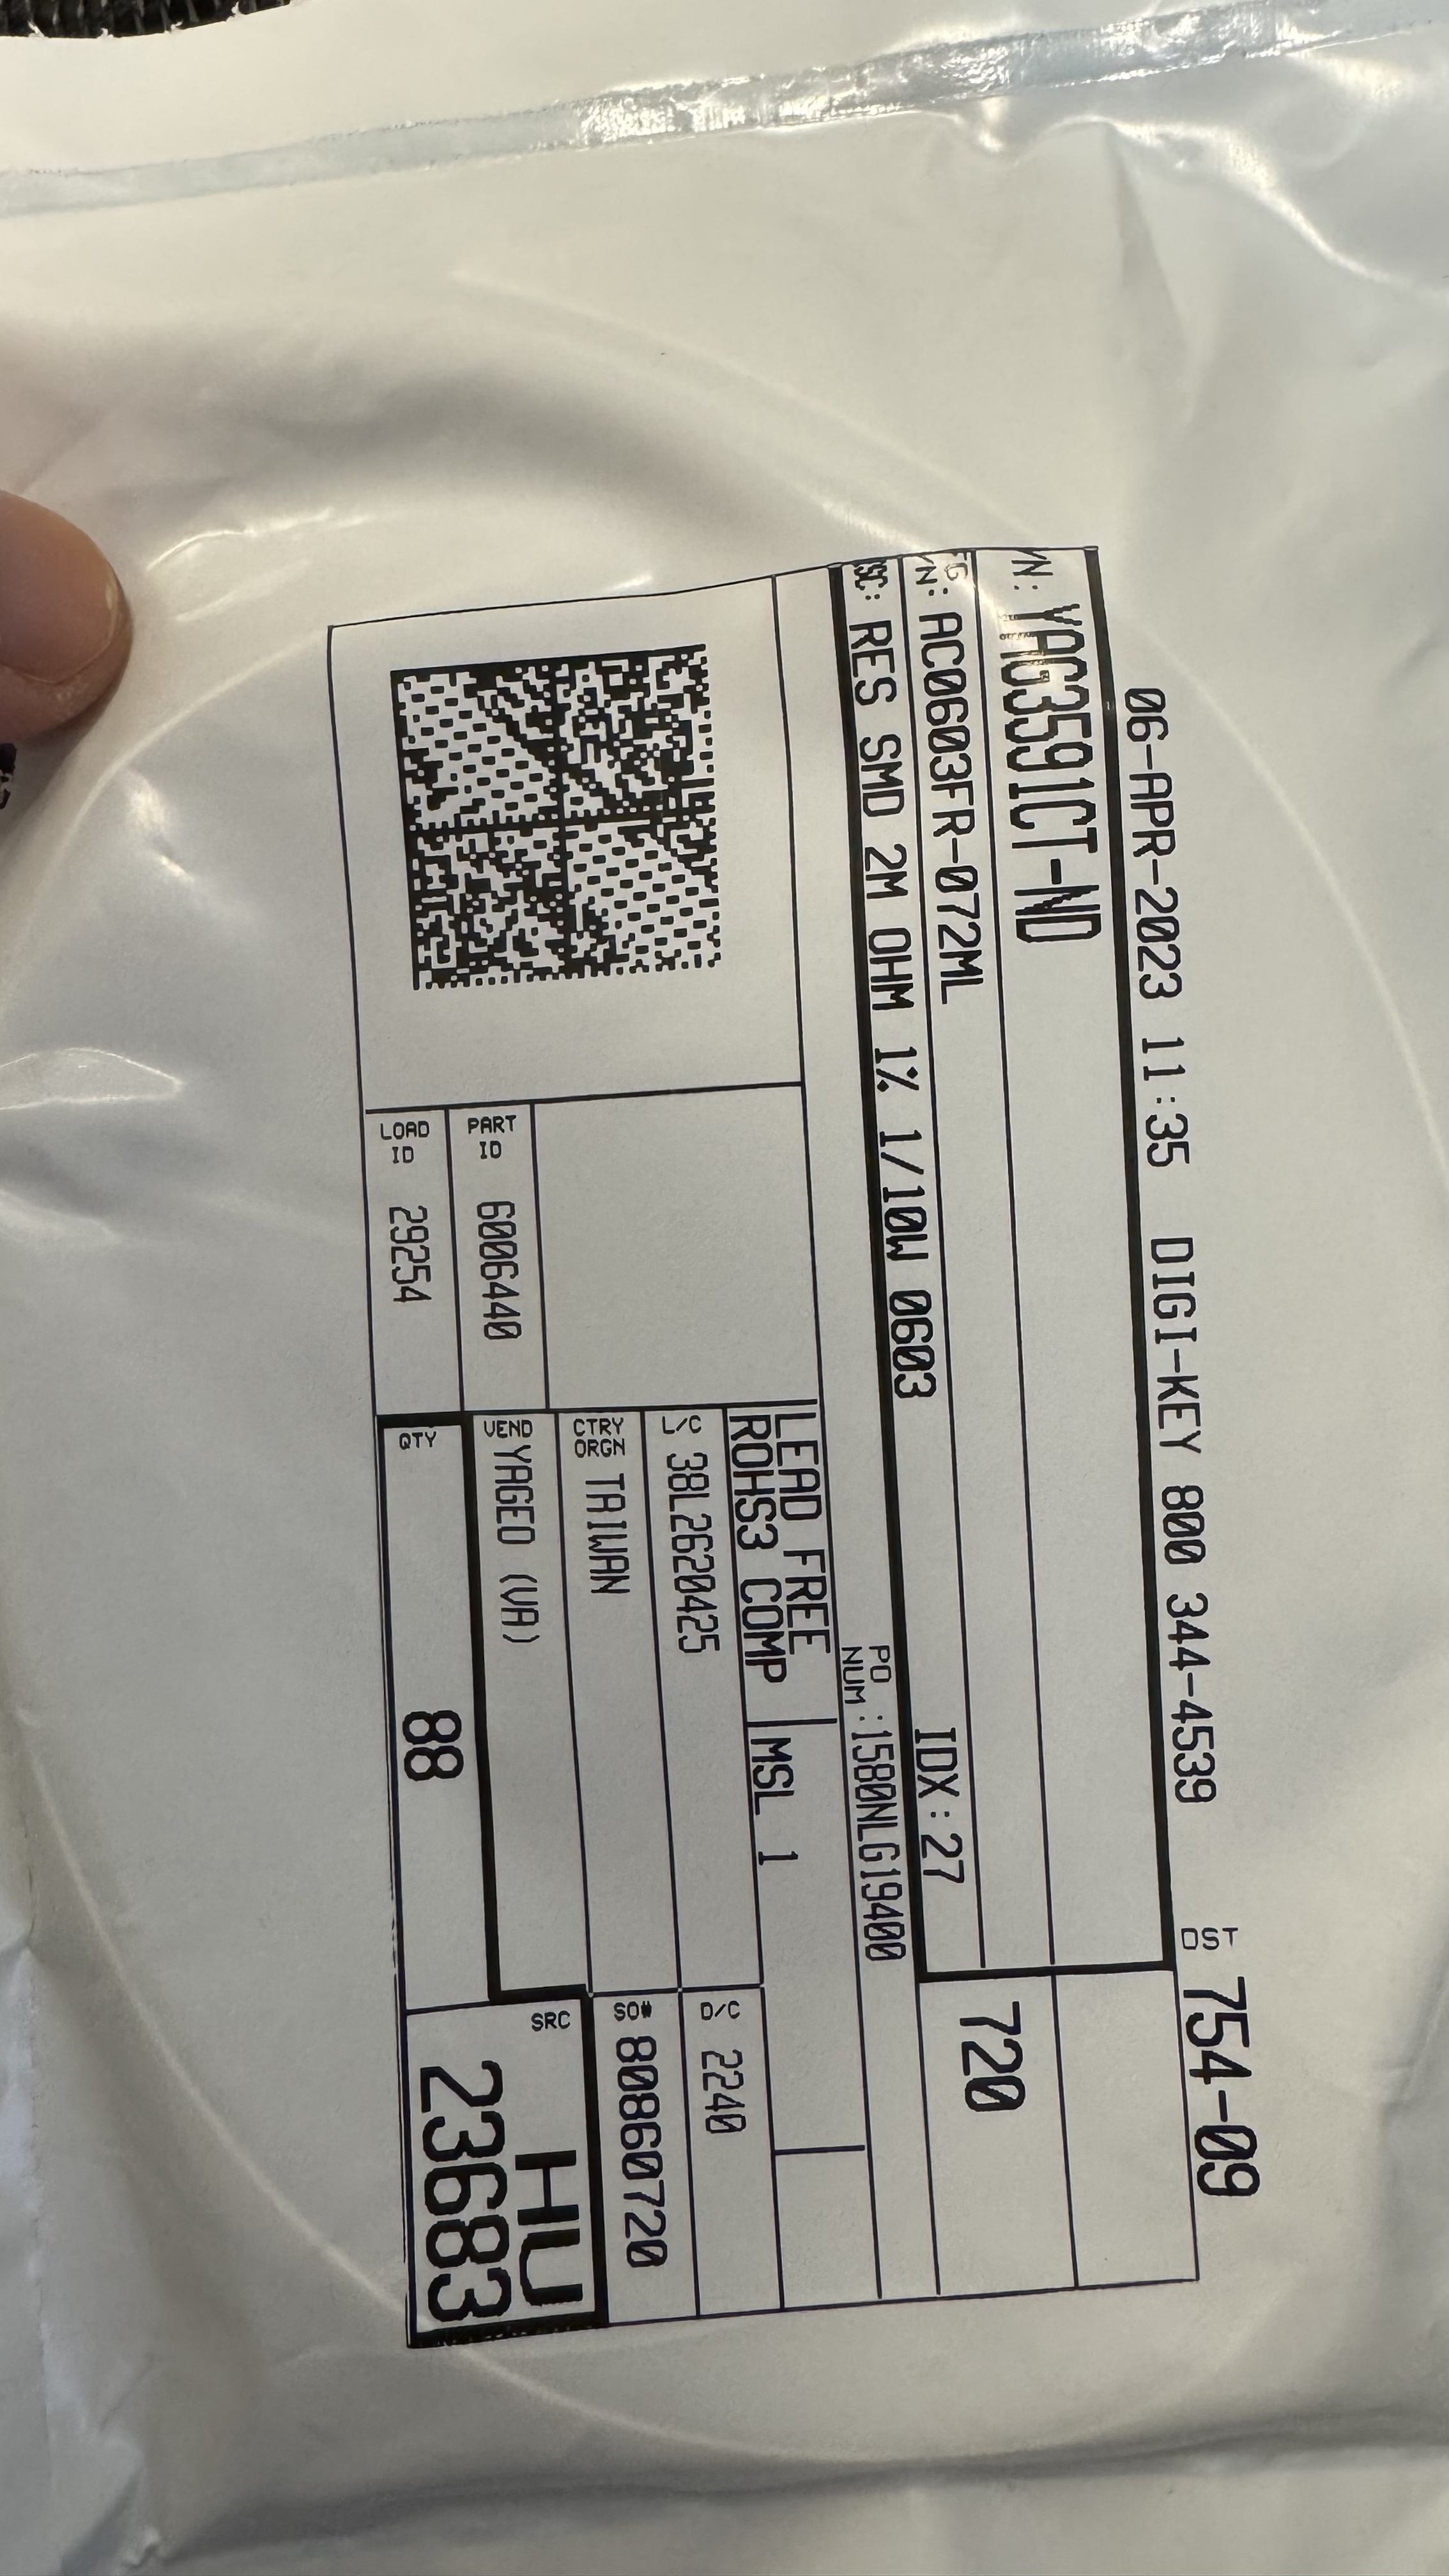 06-APR-2023 11:35 DIGI-KEY 800 344-4539 DST 754-09
/N: YAG3591CT-ND
FG
/N: AC0603FR-072ML 720
SC: RES SMD 2M OHM 1% 1/10W 0603 IDX:27
PO
NUM :1580NLG19400
LEAD FREE
ROHS3 COMP MSL 1
L/C 38L2620425 D/C 2240
CTRY
ORGN TAIWAN SO# 80860720
PART
ID 6006440
VEND YAGEO (VA)
LOAD
ID 29254
QTY 88
SRC HU
23683